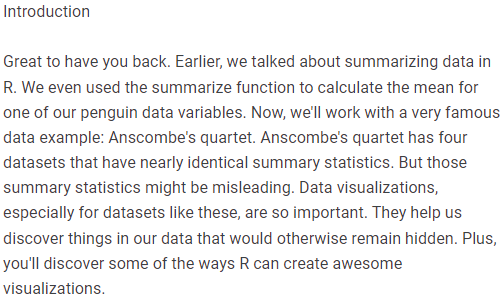 Introduction
Great to have you back. Earlier, we talked about summarizing data in
R. We even used the summarize function to calculate the mean for
one of our penguin data variables. Now, we'll work with a very famous
data example: Anscombe's quartet. Anscombe's quartet has four
datasets that have nearly identical summary statistics. But those
summary statistics might be misleading. Data visualizations,
especially for datasets like these, are so important. They help us
discover things in our data that would otherwise remain hidden. Plus,
you'll discover some of the ways R can create awesome
visualizations.